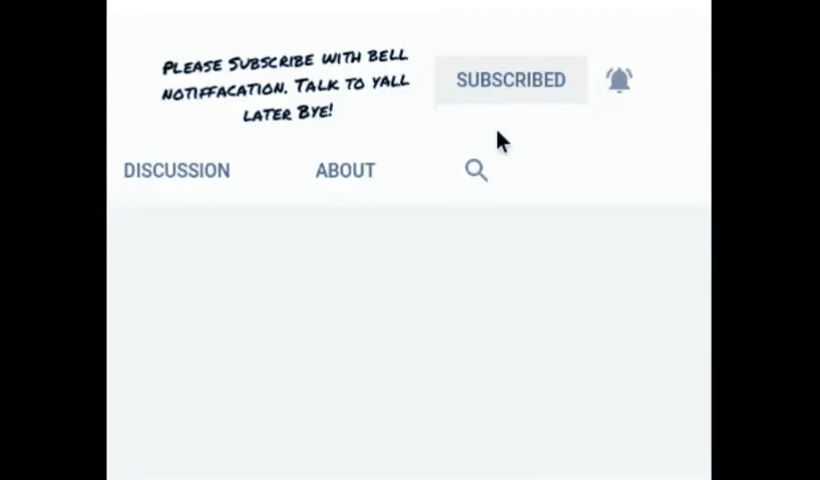 Please Subscribe with bell
notiffacation. Talk to yall
later Bye!
SUBSCRIBED
DISCUSSION
ABOUT